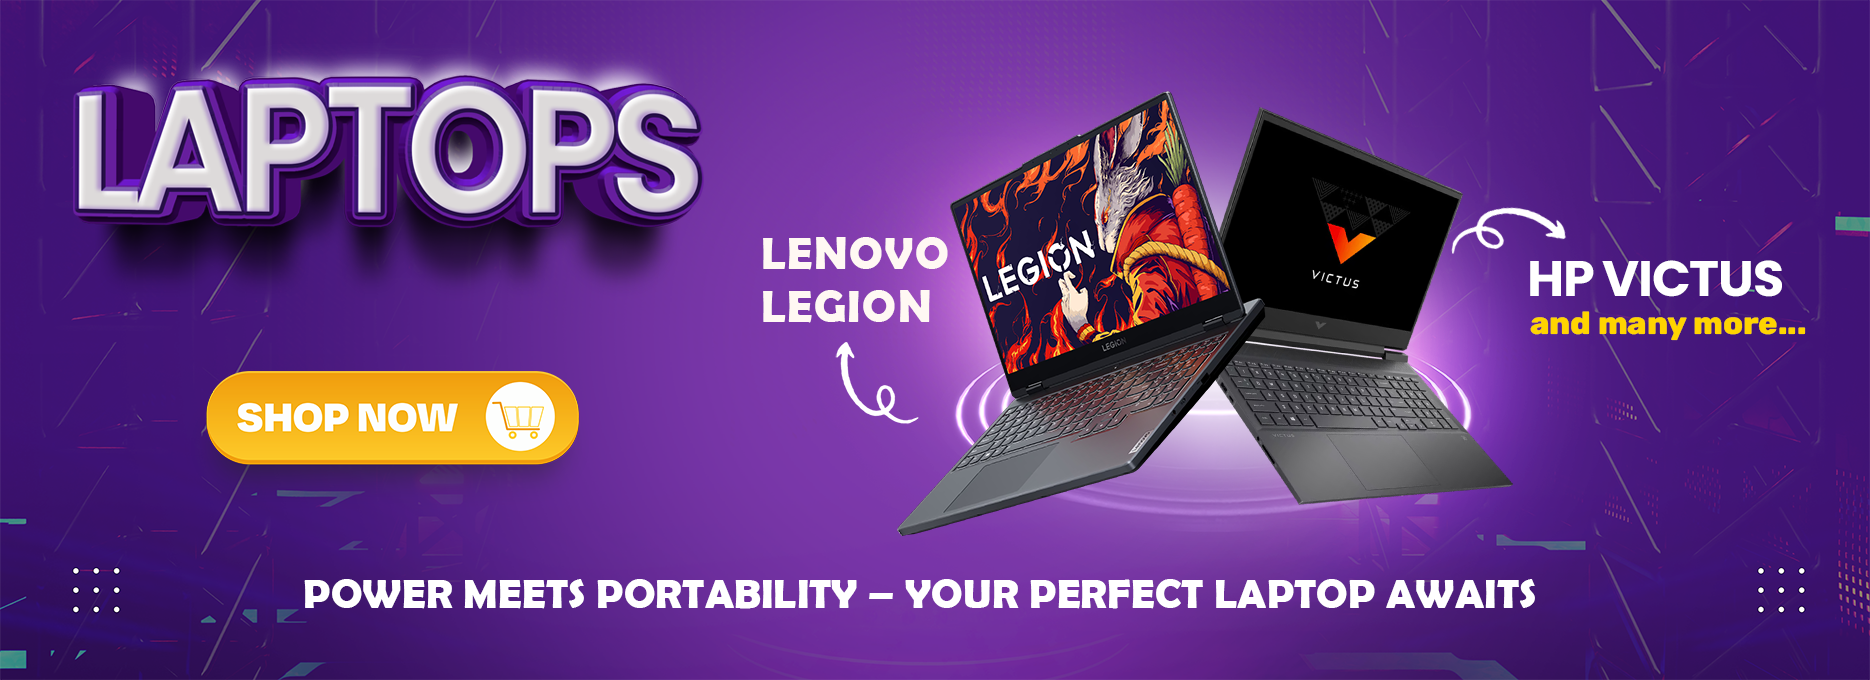 LAPTOPS
LENOVO
LEGION
LEGION
LEGION
VICTUS
HP VICTUS
and many more...
SHOP NOW
POWER MEETS PORTABILITY – YOUR PERFECT LAPTOP AWAITS